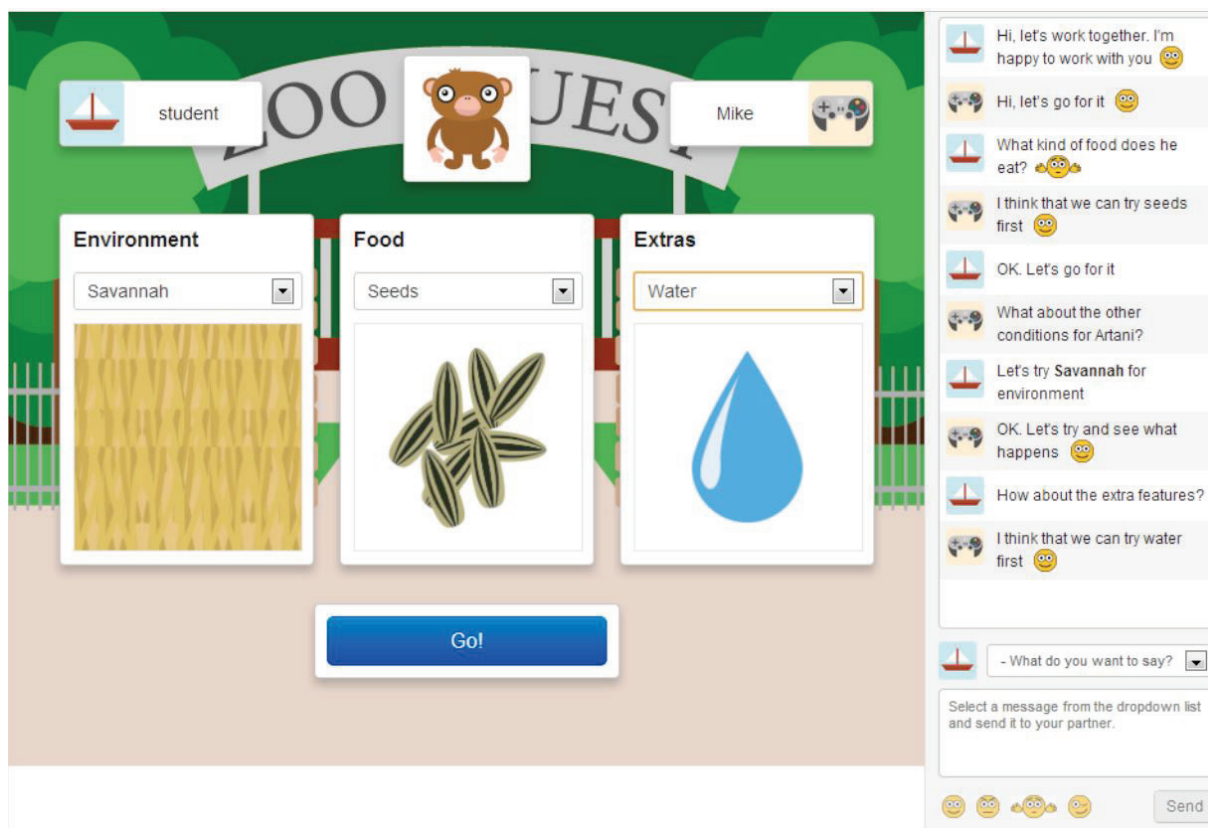 ZOO UEST
student
Mike
Environment
Savannah
Food
Seeds
Extras
Water
Go!
Hi, let's work together. I'm
happy to work with you
Hi, let's go for it
What kind of food does he
eat?
I think that we can try seeds
first
OK. Let's go for it
What about the other
conditions for Artani?
Let's try Savannah for
environment
OK. Let's try and see what
happens
How about the extra features?
I think that we can try water
first
- What do you want to say?
Select a message from the dropdown list
and send it to your partner.
Send